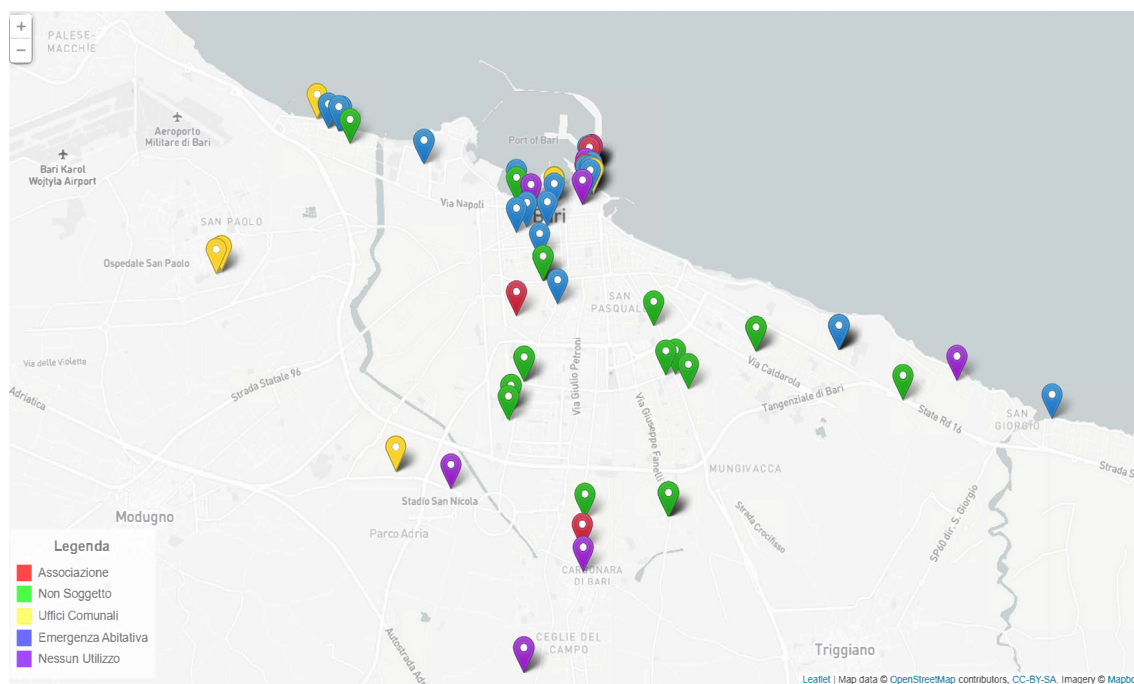 +
−
PALESE-
MACCHIE
Aeroporto
Militare di Bari
Bari Karol
Wojtyla Airport
Port of Bari
Via Napoli
Bari
SAN PAOLO
Ospedale San Paolo
SAN
PASQUALE
Via delle Violette
Strada Statale 96
Adriatica
Via Giulio Petroni
Via Caldarola
Tangenziale di Bari
State Rd 16
SAN
GIORGIO
Via Giuseppe Fanelli
MUNGIVACCA
Strada S
Stadio San Nicola
Modugno
Parco Adria
Strada Crocifisso
SP60 dir. S. Giorgio
CARBONARA
DI BARI
CEGLIE DEL
CAMPO
Autostrada Adr
Triggiano
Legenda
Associazione
Non Soggetto
Uffici Comunali
Emergenza Abitativa
Nessun Utilizzo
Leaflet | Map data © OpenStreetMap contributors, CC-BY-SA, Imagery © Mapbo